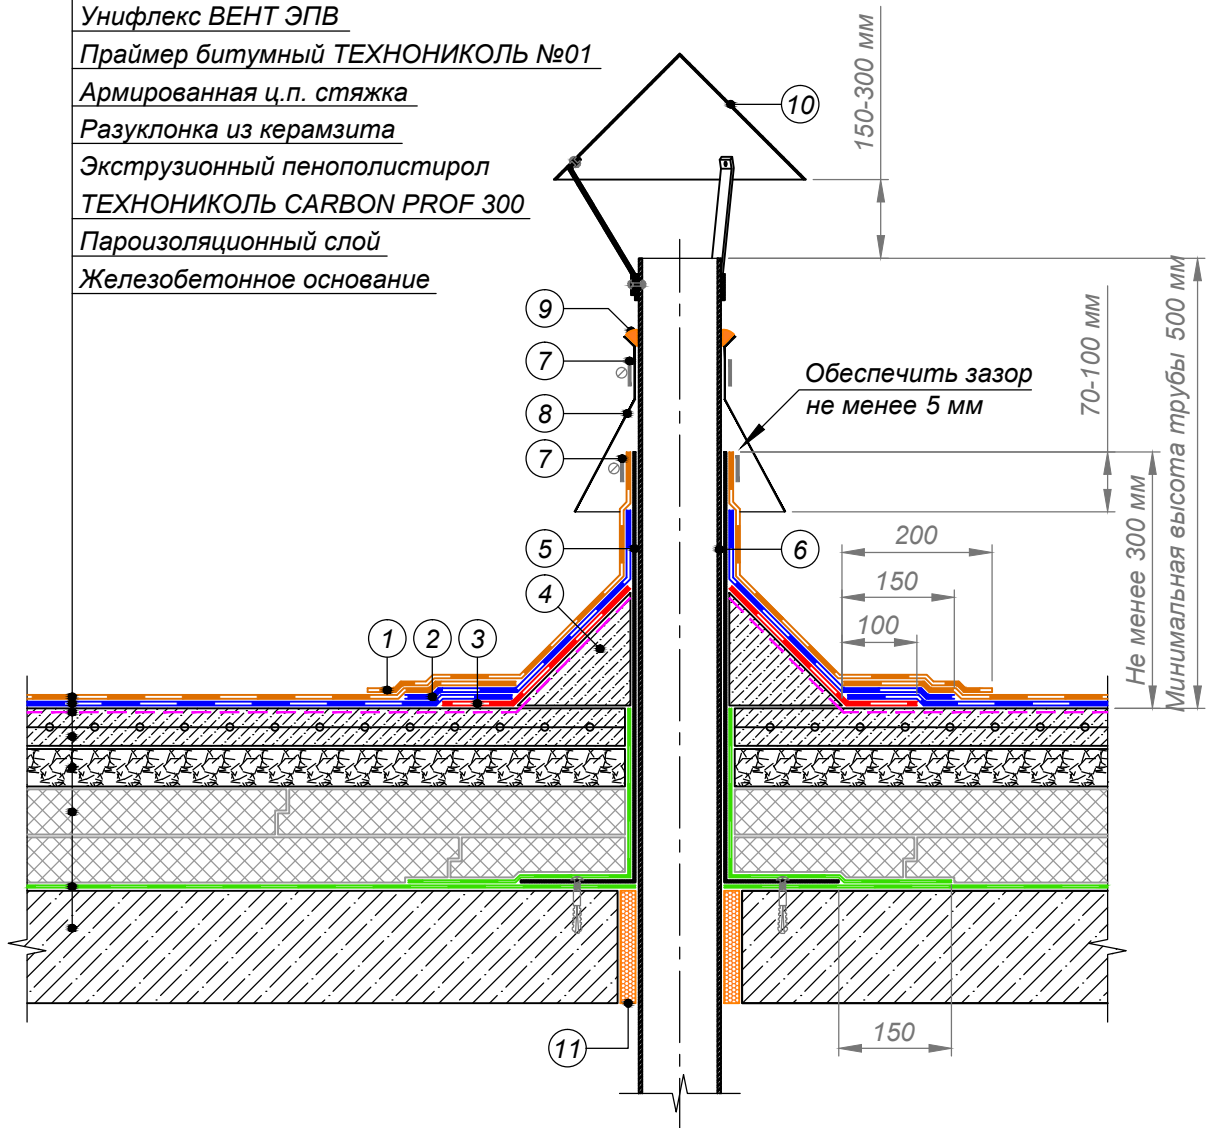 Унифлекс ВЕНТ ЭПВ
Праймер битумный ТЕХНОНИКОЛЬ №01
Армированная ц.п. стяжка
Разуклонка из керамзита
Экструзионный пенополистирол
ТЕХНОНИКОЛЬ CARBON PROF 300
Пароизоляционный слой
Железобетонное основание
10
150-300 мм
9
7
8
7
Обеспечить зазор
не менее 5 мм
70-100 мм
Не менее 300 мм
Минимальная высота трубы 500 мм
5
6
4
200
150
100
1
2
3
11
150